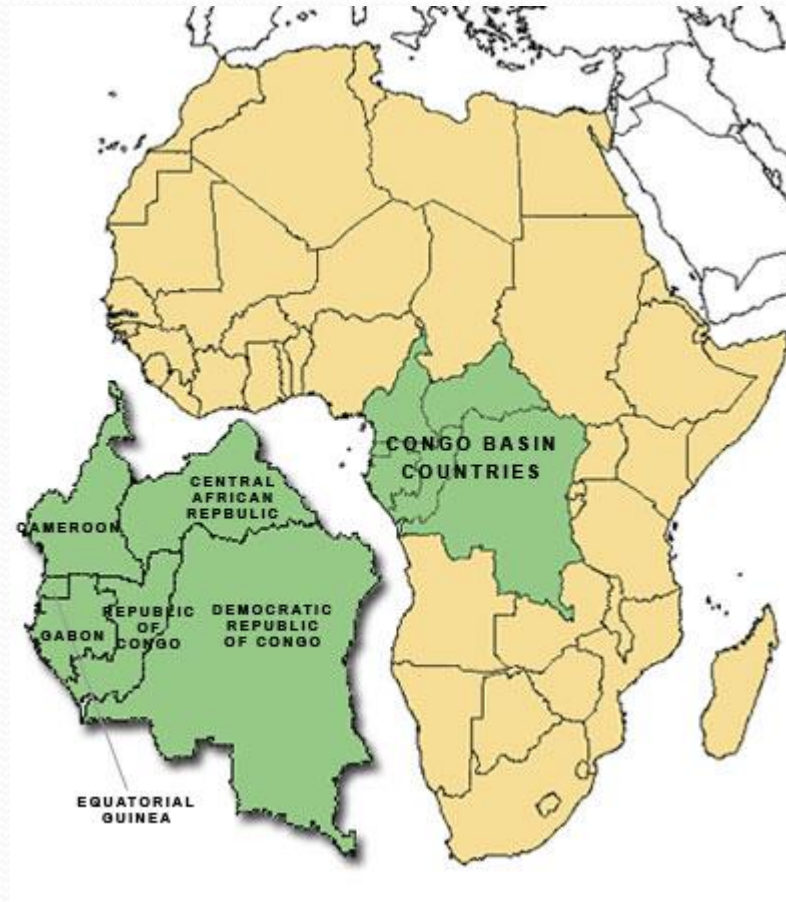 CONGO BASIN
COUNTRIES
CENTRAL
AFRICAN
REPBULIC
CAMEROON
REPUBLIC
OF
CONGO
DEMOCRATIC
REPUBLIC
OF CONGO
GABON
EQUATORIAL
GUINEA